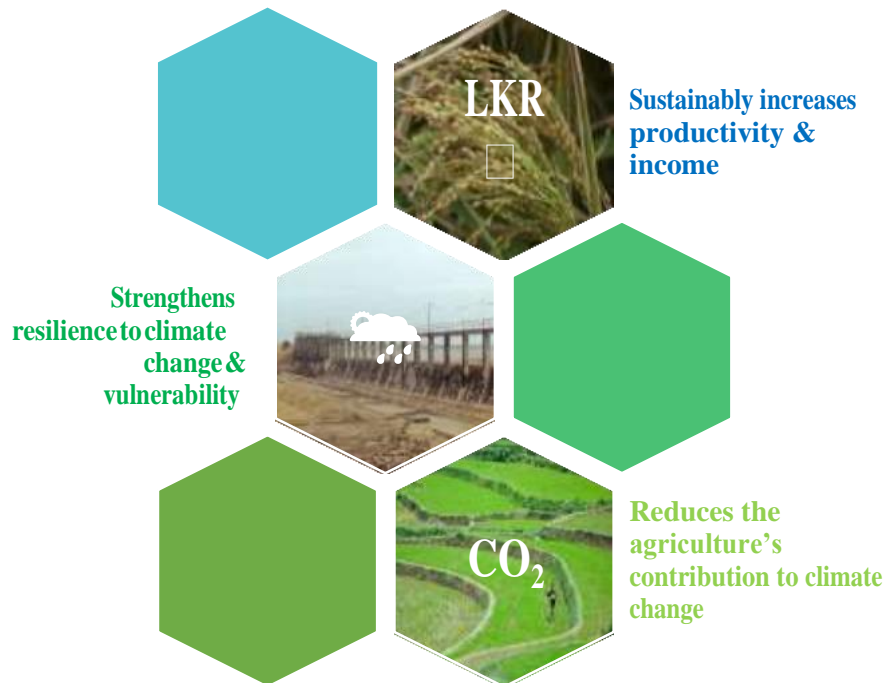 LKR
Sustainably increases
productivity &
income
Strengthens
resilience to climate
change &
vulnerability
CO₂
Reduces the
agriculture’s
contribution to climate
change